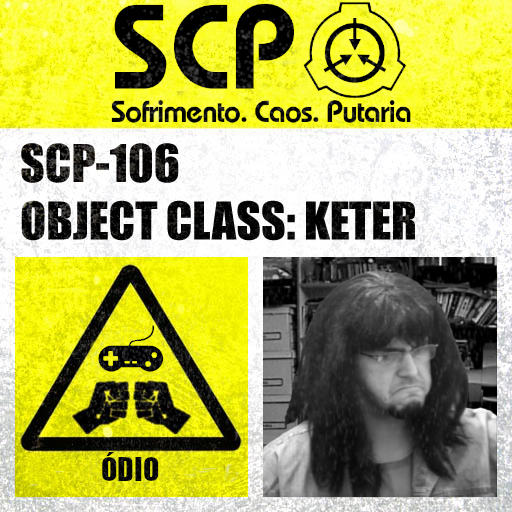 SCP
Sofrimento. Caos. Putaria
SCP-106
OBJECT CLASS: KETER
ÓDIO